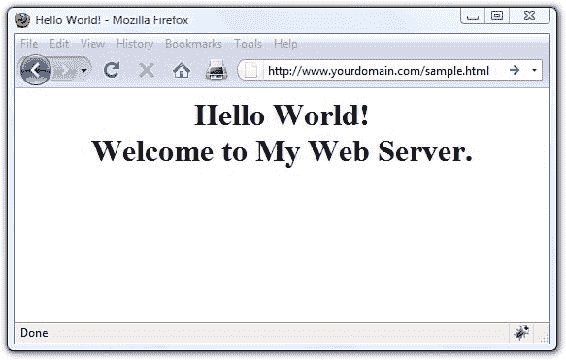 Hello World! - Mozilla Firefox
File Edit View History Bookmarks Tools Help
http://www.yourdomain.com/sample.html
Hello World!
Welcome to My Web Server.
Done